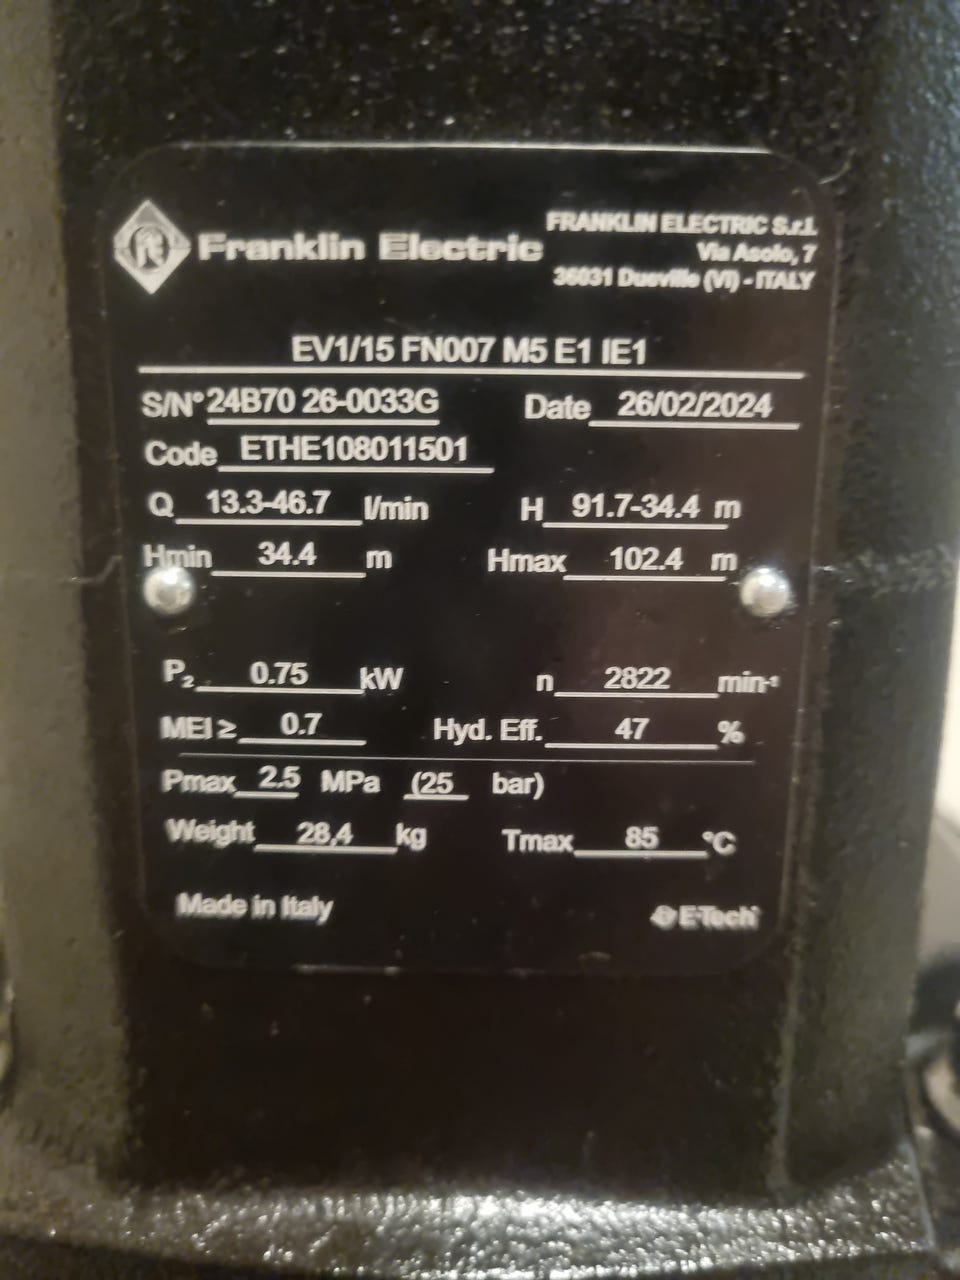 Franklin Electric
FRANKLIN ELECTRIC S.r.l.
Via Asolo, 7
36031 Dueville (VI) - ITALY
EV1/15 FN007 M5 E1 IE1
S/N° 24B70 26-0033G Date 26/02/2024
Code ETHE108011501
Q 13.3-46.7 l/min H 91.7-34.4 m
Hmin 34.4 m Hmax 102.4 m
P₂ 0.75 kW n 2822 min-¹
MEI ≥ 0.7 Hyd. Eff. 47 %
Pmax 2.5 MPa (25 bar)
Weight 28,4 kg Tmax 85 °C
Made in Italy E-Tech